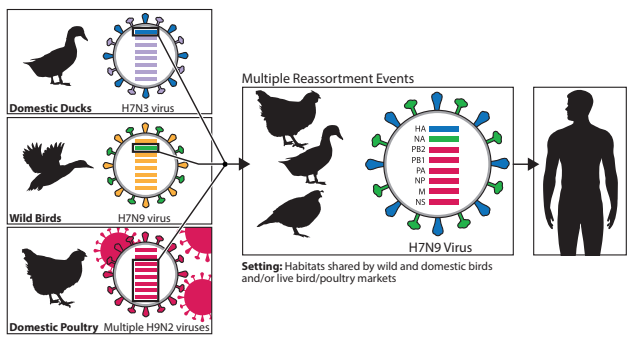 Domestic Ducks
H7N3 virus
Wild Birds
H7N9 virus
Domestic Poultry
Multiple H9N2 viruses
Multiple Reassortment Events
HA
NA
PB2
PB1
PA
NP
M
NS
H7N9 Virus
Setting: Habitats shared by wild and domestic birds
and/or live bird/poultry markets